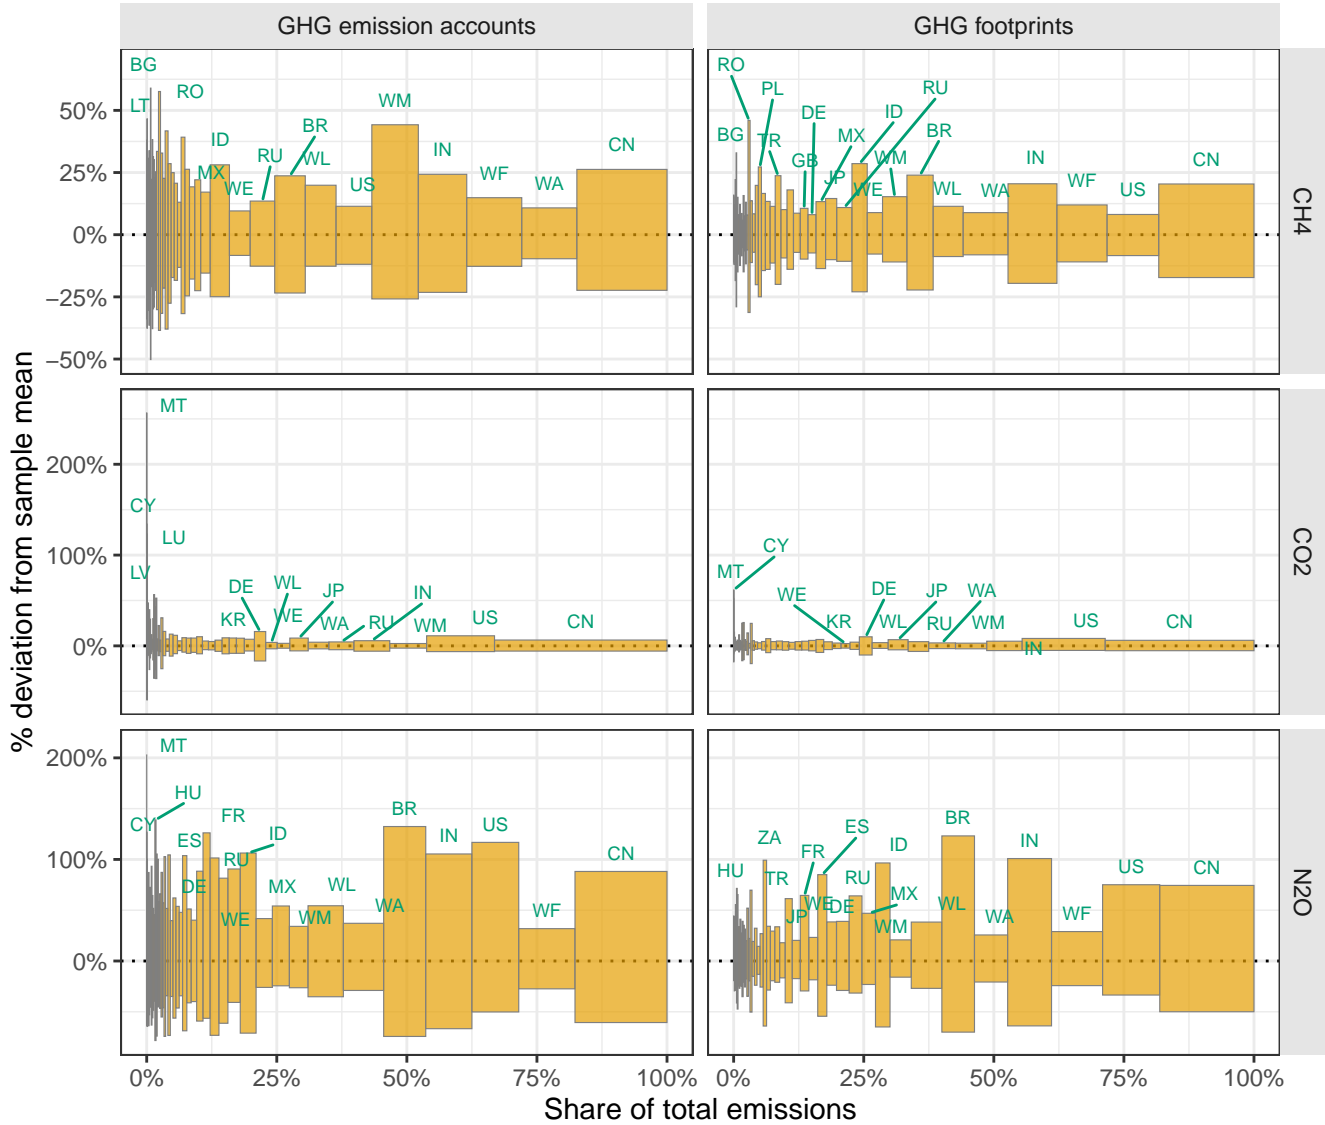 GHG emission accounts
GHG footprints
% deviation from sample mean
BG
LT
RO
ID
MX
WE
RU
BR
WL
US
WM
IN
WF
WA
CN
50%
25%
0%
−25%
−50%
RO
BG
PL
TR
DE
GB
MX
JP
ID
RU
WM
WE
BR
WL
WA
IN
WF
US
CN
CH4
MT
CY
LU
LV
DE
KR
WL
WE
JP
WA
RU
IN
WM
US
CN
200%
100%
0%
CY
MT
WE
KR
DE
WL
JP
RU
WA
WM
IN
US
CN
CO2
MT
HU
CY
ES
DE
FR
RU
WE
ID
MX
WM
WL
WA
BR
IN
US
WF
CN
200%
100%
0%
HU
ZA
TR
JP
FR
WE
ES
DE
RU
ID
MX
WM
WL
BR
WA
IN
WF
US
CN
N2O
0% 25% 50% 75% 100%
0% 25% 50% 75% 100%
Share of total emissions